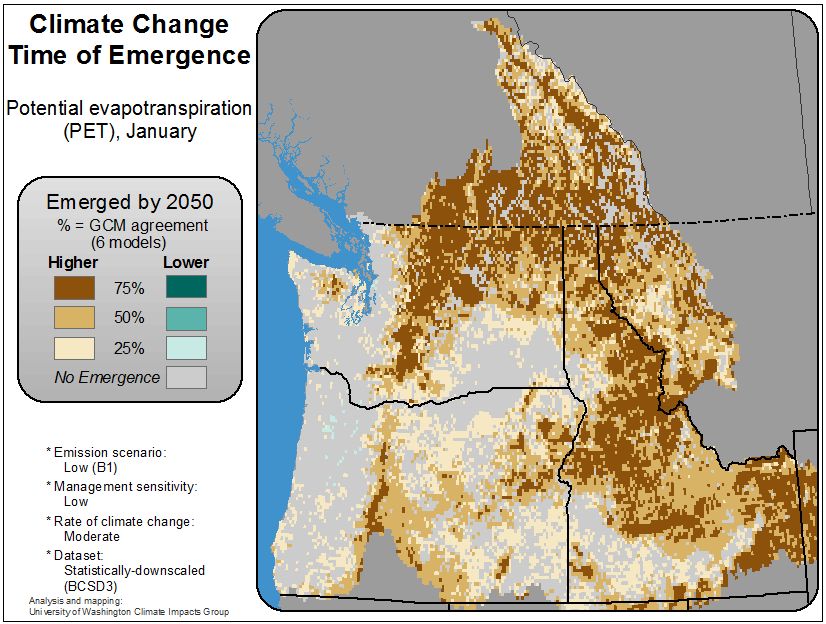 Climate Change
Time of Emergence
Potential evapotranspiration
(PET), January
Emerged by 2050
% = GCM agreement
(6 models)
Higher Lower
75%
50%
25%
No Emergence
* Emission scenario:
Low (B1)
* Management sensitivity:
Low
* Rate of climate change:
Moderate
* Dataset:
Statistically-downscaled
(BCSD3)
Analysis and mapping:
University of Washington Climate Impacts Group